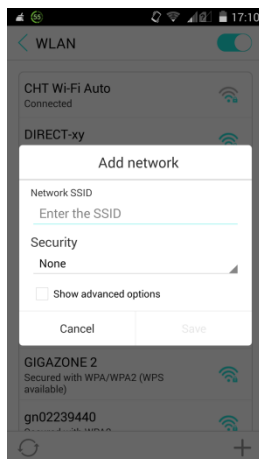 55
17:10
WLAN
CHT Wi-Fi Auto
Connected
DIRECT-xy
Add network
Network SSID
Enter the SSID
Security
None
Show advanced options
Cancel
Save
GIGAZONE 2
Secured with WPA/WPA2 (WPS
available)
gn02239440